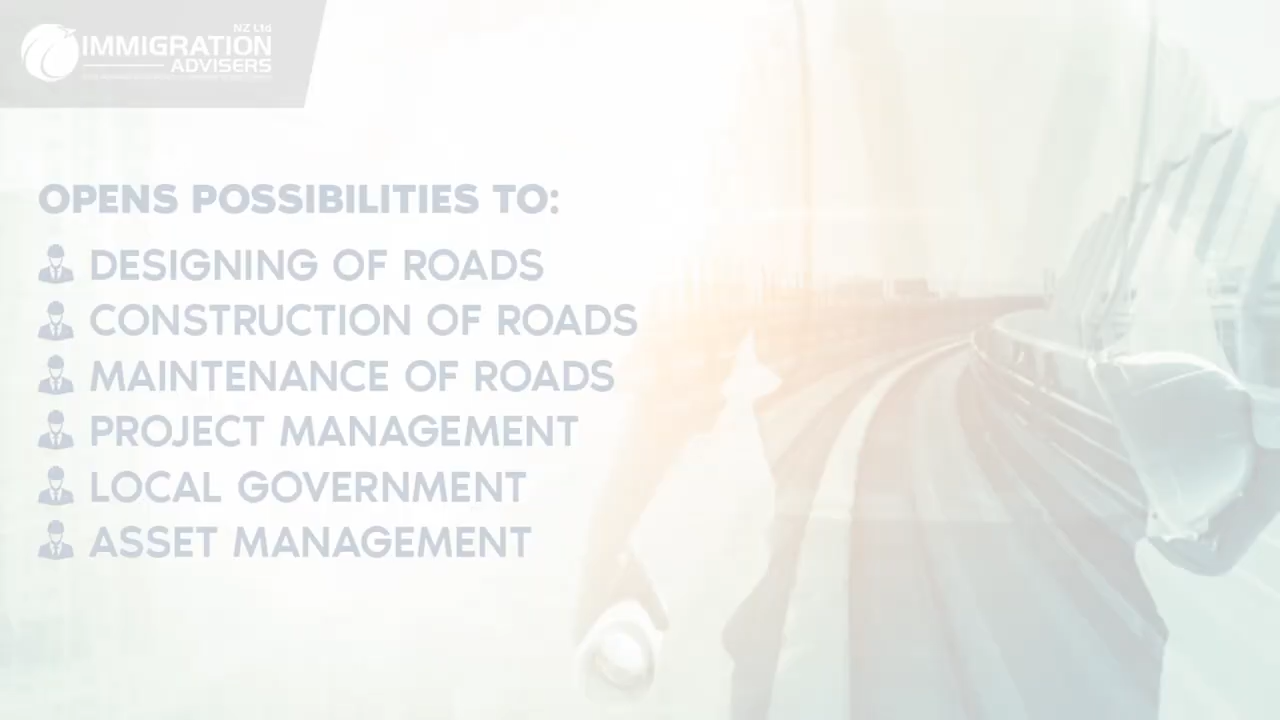 NZ Ltd
IMMIGRATION
ADVISERS
OPENS POSSIBILITIES TO:
DESIGNING OF ROADS
CONSTRUCTION OF ROADS
MAINTENANCE OF ROADS
PROJECT MANAGEMENT
LOCAL GOVERNMENT
ASSET MANAGEMENT